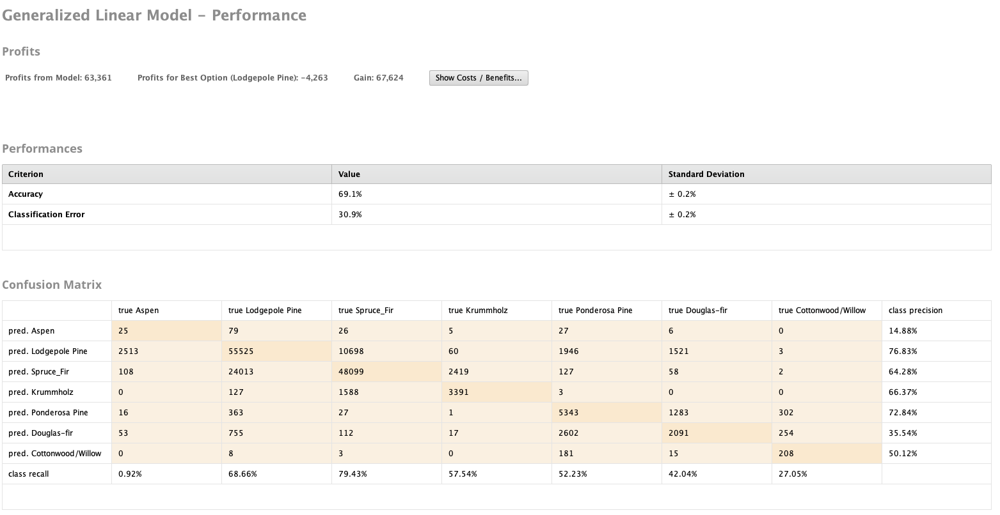 Generalized Linear Model – Performance
Profits
Profits from Model: 63,361 Profits for Best Option (Lodgepole Pine): -4,263 Gain: 67,624 Show Costs / Benefits...
Performances
Criterion Value Standard Deviation
Accuracy 69.1% ± 0.2%
Classification Error 30.9% ± 0.2%
Confusion Matrix
true Aspen true Lodgepole Pine true Spruce_Fir true Krummholz true Ponderosa Pine true Douglas-fir true Cottonwood/Willow class precision
pred. Aspen 25 79 26 5 27 6 0 14.88%
pred. Lodgepole Pine 2513 55525 10698 60 1946 1521 3 76.83%
pred. Spruce_Fir 108 24013 48099 2419 127 58 2 64.28%
pred. Krummholz 0 127 1588 3391 3 0 0 66.37%
pred. Ponderosa Pine 16 363 27 1 5343 1283 302 72.84%
pred. Douglas-fir 53 755 112 17 2602 2091 254 35.54%
pred. Cottonwood/Willow 0 8 3 0 181 15 208 50.12%
class recall 0.92% 68.66% 79.43% 57.54% 52.23% 42.04% 27.05%